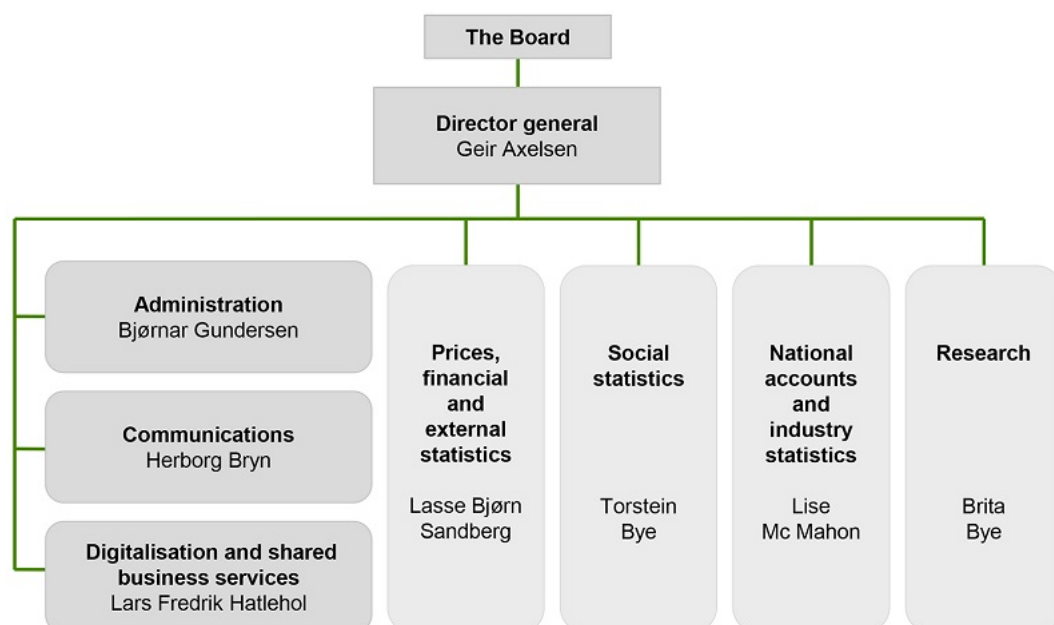 The Board
Director general
Geir Axelsen
Administration
Bjørnar Gundersen
Communications
Herborg Bryn
Digitalisation and shared
business services
Lars Fredrik Hatlehol
Prices,
financial
and
external
statistics
Lasse Bjørn
Sandberg
Social
statistics
Torstein
Bye
National
accounts
and
industry
statistics
Lise
Mc Mahon
Research
Brita
Bye